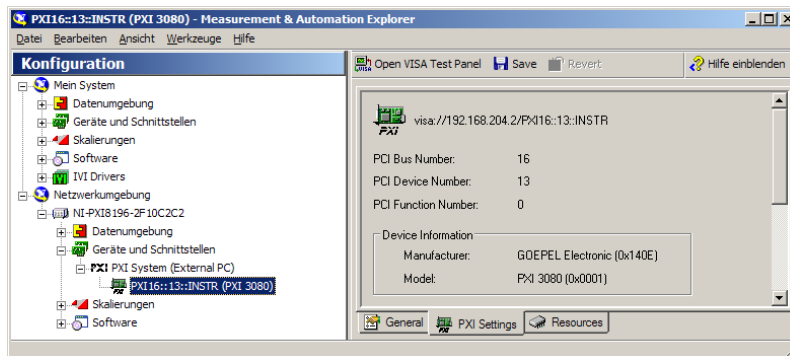 PXI16::13::INSTR (PXI 3080) - Measurement & Automation Explorer
Datei Bearbeiten Ansicht Werkzeuge Hilfe
Konfiguration
Mein System
Datenumgebung
Geräte und Schnittstellen
Skalierungen
Software
IVI Drivers
Netzwerkumgebung
NI-PXI8196-2F10C2C2
Datenumgebung
Geräte und Schnittstellen
PXI PXI System (External PC)
PXI16::13::INSTR (PXI 3080)
Skalierungen
Software
Open VISA Test Panel Save Revert Hilfe einblenden
PXI visa://192.168.204.2/PXI16::13::INSTR
PCI Bus Number: 16
PCI Device Number: 13
PCI Function Number: 0
Device Information
Manufacturer: GOEPEL Electronic (0x140E)
Model: PXI 3080 (0x0001)
General PXI Settings Resources